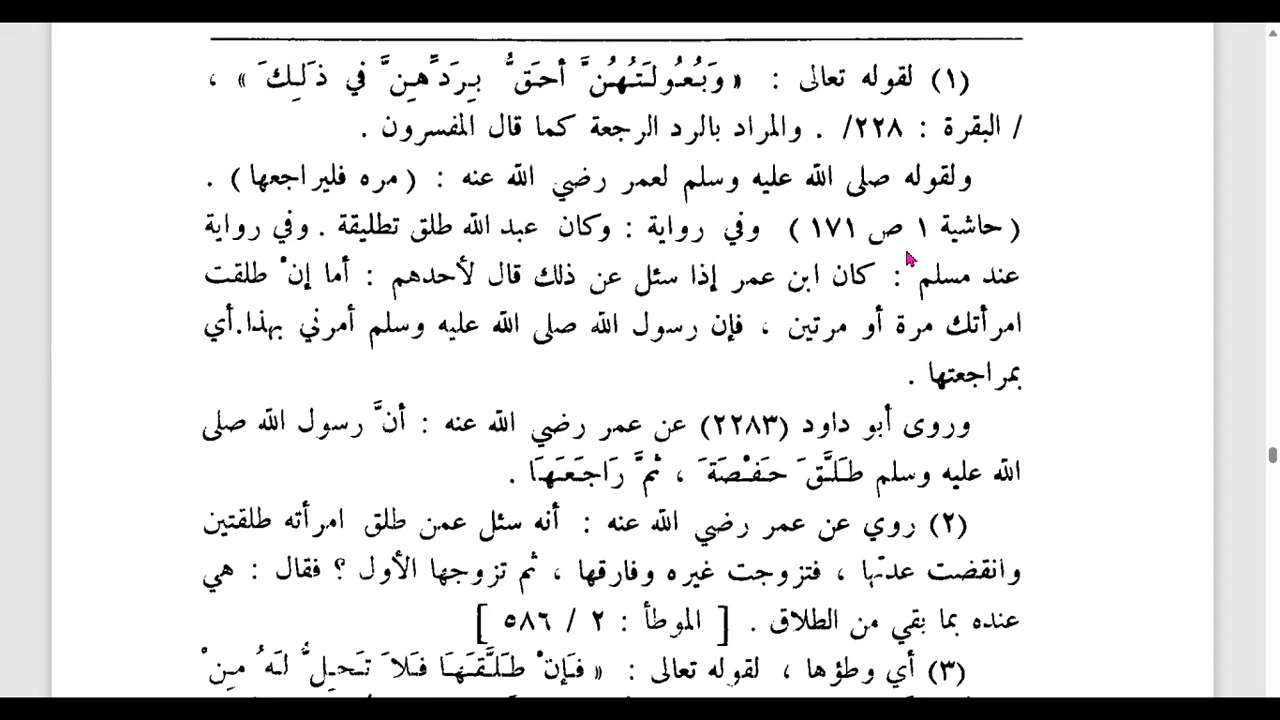 (١) لقوله تعالى : « وَبُعُولَتُهُنَّ أحَقُّ بِرَدِّهِنَّ في ذَلِكَ » ،
/ البقرة : ٢٢٨/ . والمراد بالرد الرجعة كما قال المفسرون .
ولقوله صلى الله عليه وسلم لعمر رضي الله عنه : ( مره فليراجعها ) .
( حاشية ١ ص ١٧١ ) وفي رواية : وكان عبد الله طلق تطليقة . وفي رواية
عند مسلم : كان ابن عمر إذا سئل عن ذلك قال لأحدهم : أما إنْ طلقت
امرأتك مرة أو مرتين ، فإن رسول الله صلى الله عليه وسلم أمرني بهذا.أي
بمراجعتها .
وروى أبو داود (٢٢٨٣) عن عمر رضي الله عنه : أنَّ رسول الله صلى
الله عليه وسلم طَلَّقَ حَفْصَةَ ، ثمَّ رَاجَعَهَا .
(٢) روي عن عمر رضي الله عنه : أنه سئل عمن طلق امرأته طلقتين
وانقضت عدتها ، فتزوجت غيره وفارقها ، ثم تزوجها الأول ؟ فقال : هي
عنده بما بقي من الطلاق . [ الموطأ : ٢ / ٥٨٦ ]
(٣) أي وطؤها ، لقوله تعالى : « فَإنْ طَلَّقَهَا فَلاَ تَحِلُّ لَهُ مِنْ